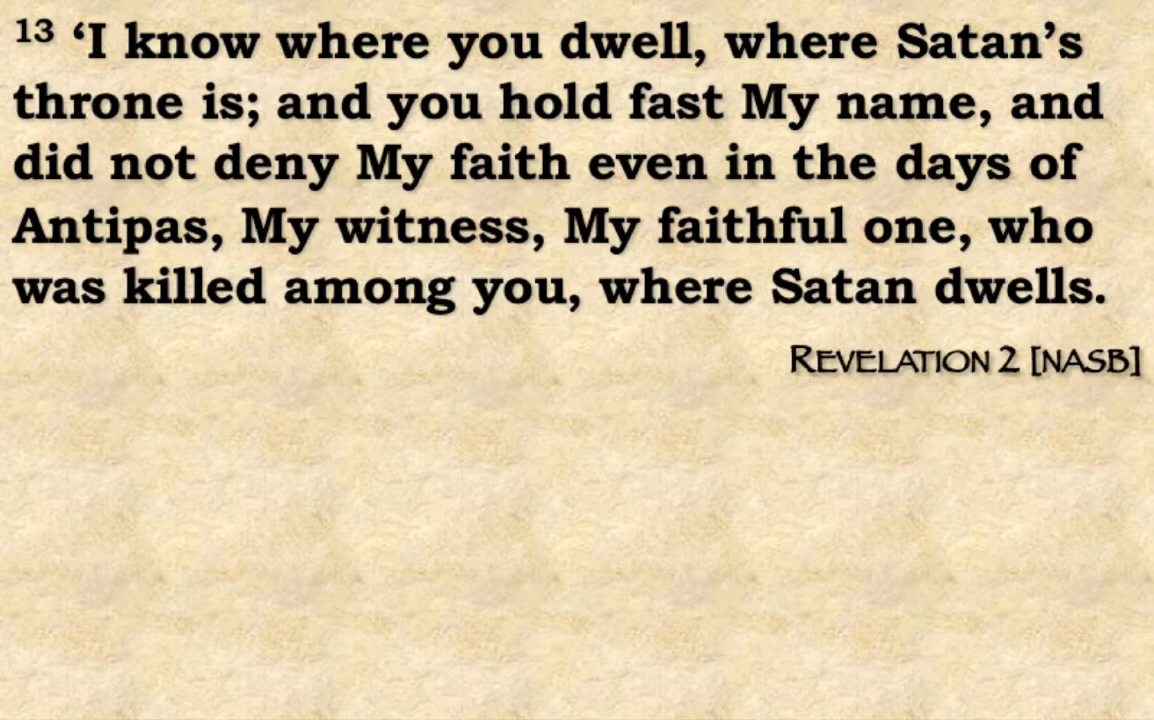 13 ‘I know where you dwell, where Satan’s
throne is; and you hold fast My name, and
did not deny My faith even in the days of
Antipas, My witness, My faithful one, who
was killed among you, where Satan dwells.
REVELATION 2 [NASB]